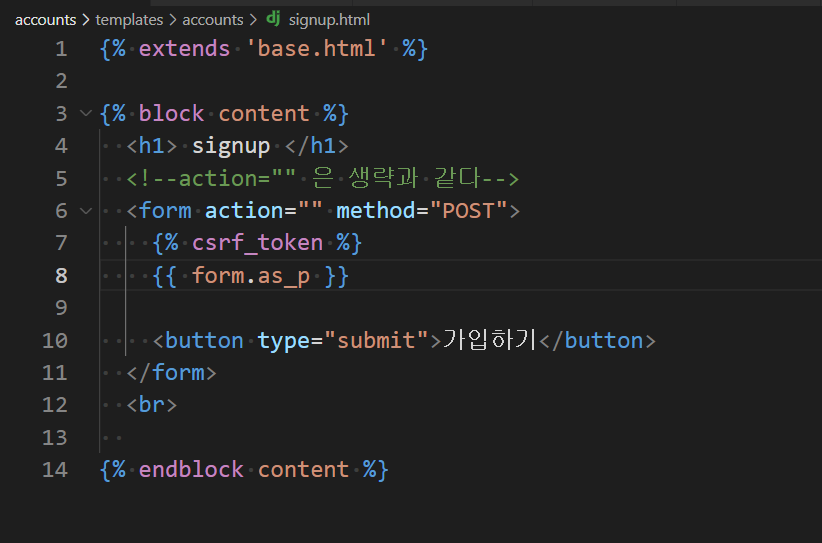 accounts > templates > accounts > dj signup.html
1 {% extends 'base.html' %}
2
3 {% block content %}
4 <h1> signup </h1>
5 <!--action="" 은 생략과 같다-->
6 <form action="" method="POST">
7 {% csrf_token %}
8 {{ form.as_p }}
9
10 <button type="submit">가입하기</button>
11 </form>
12 <br>
13
14 {% endblock content %}